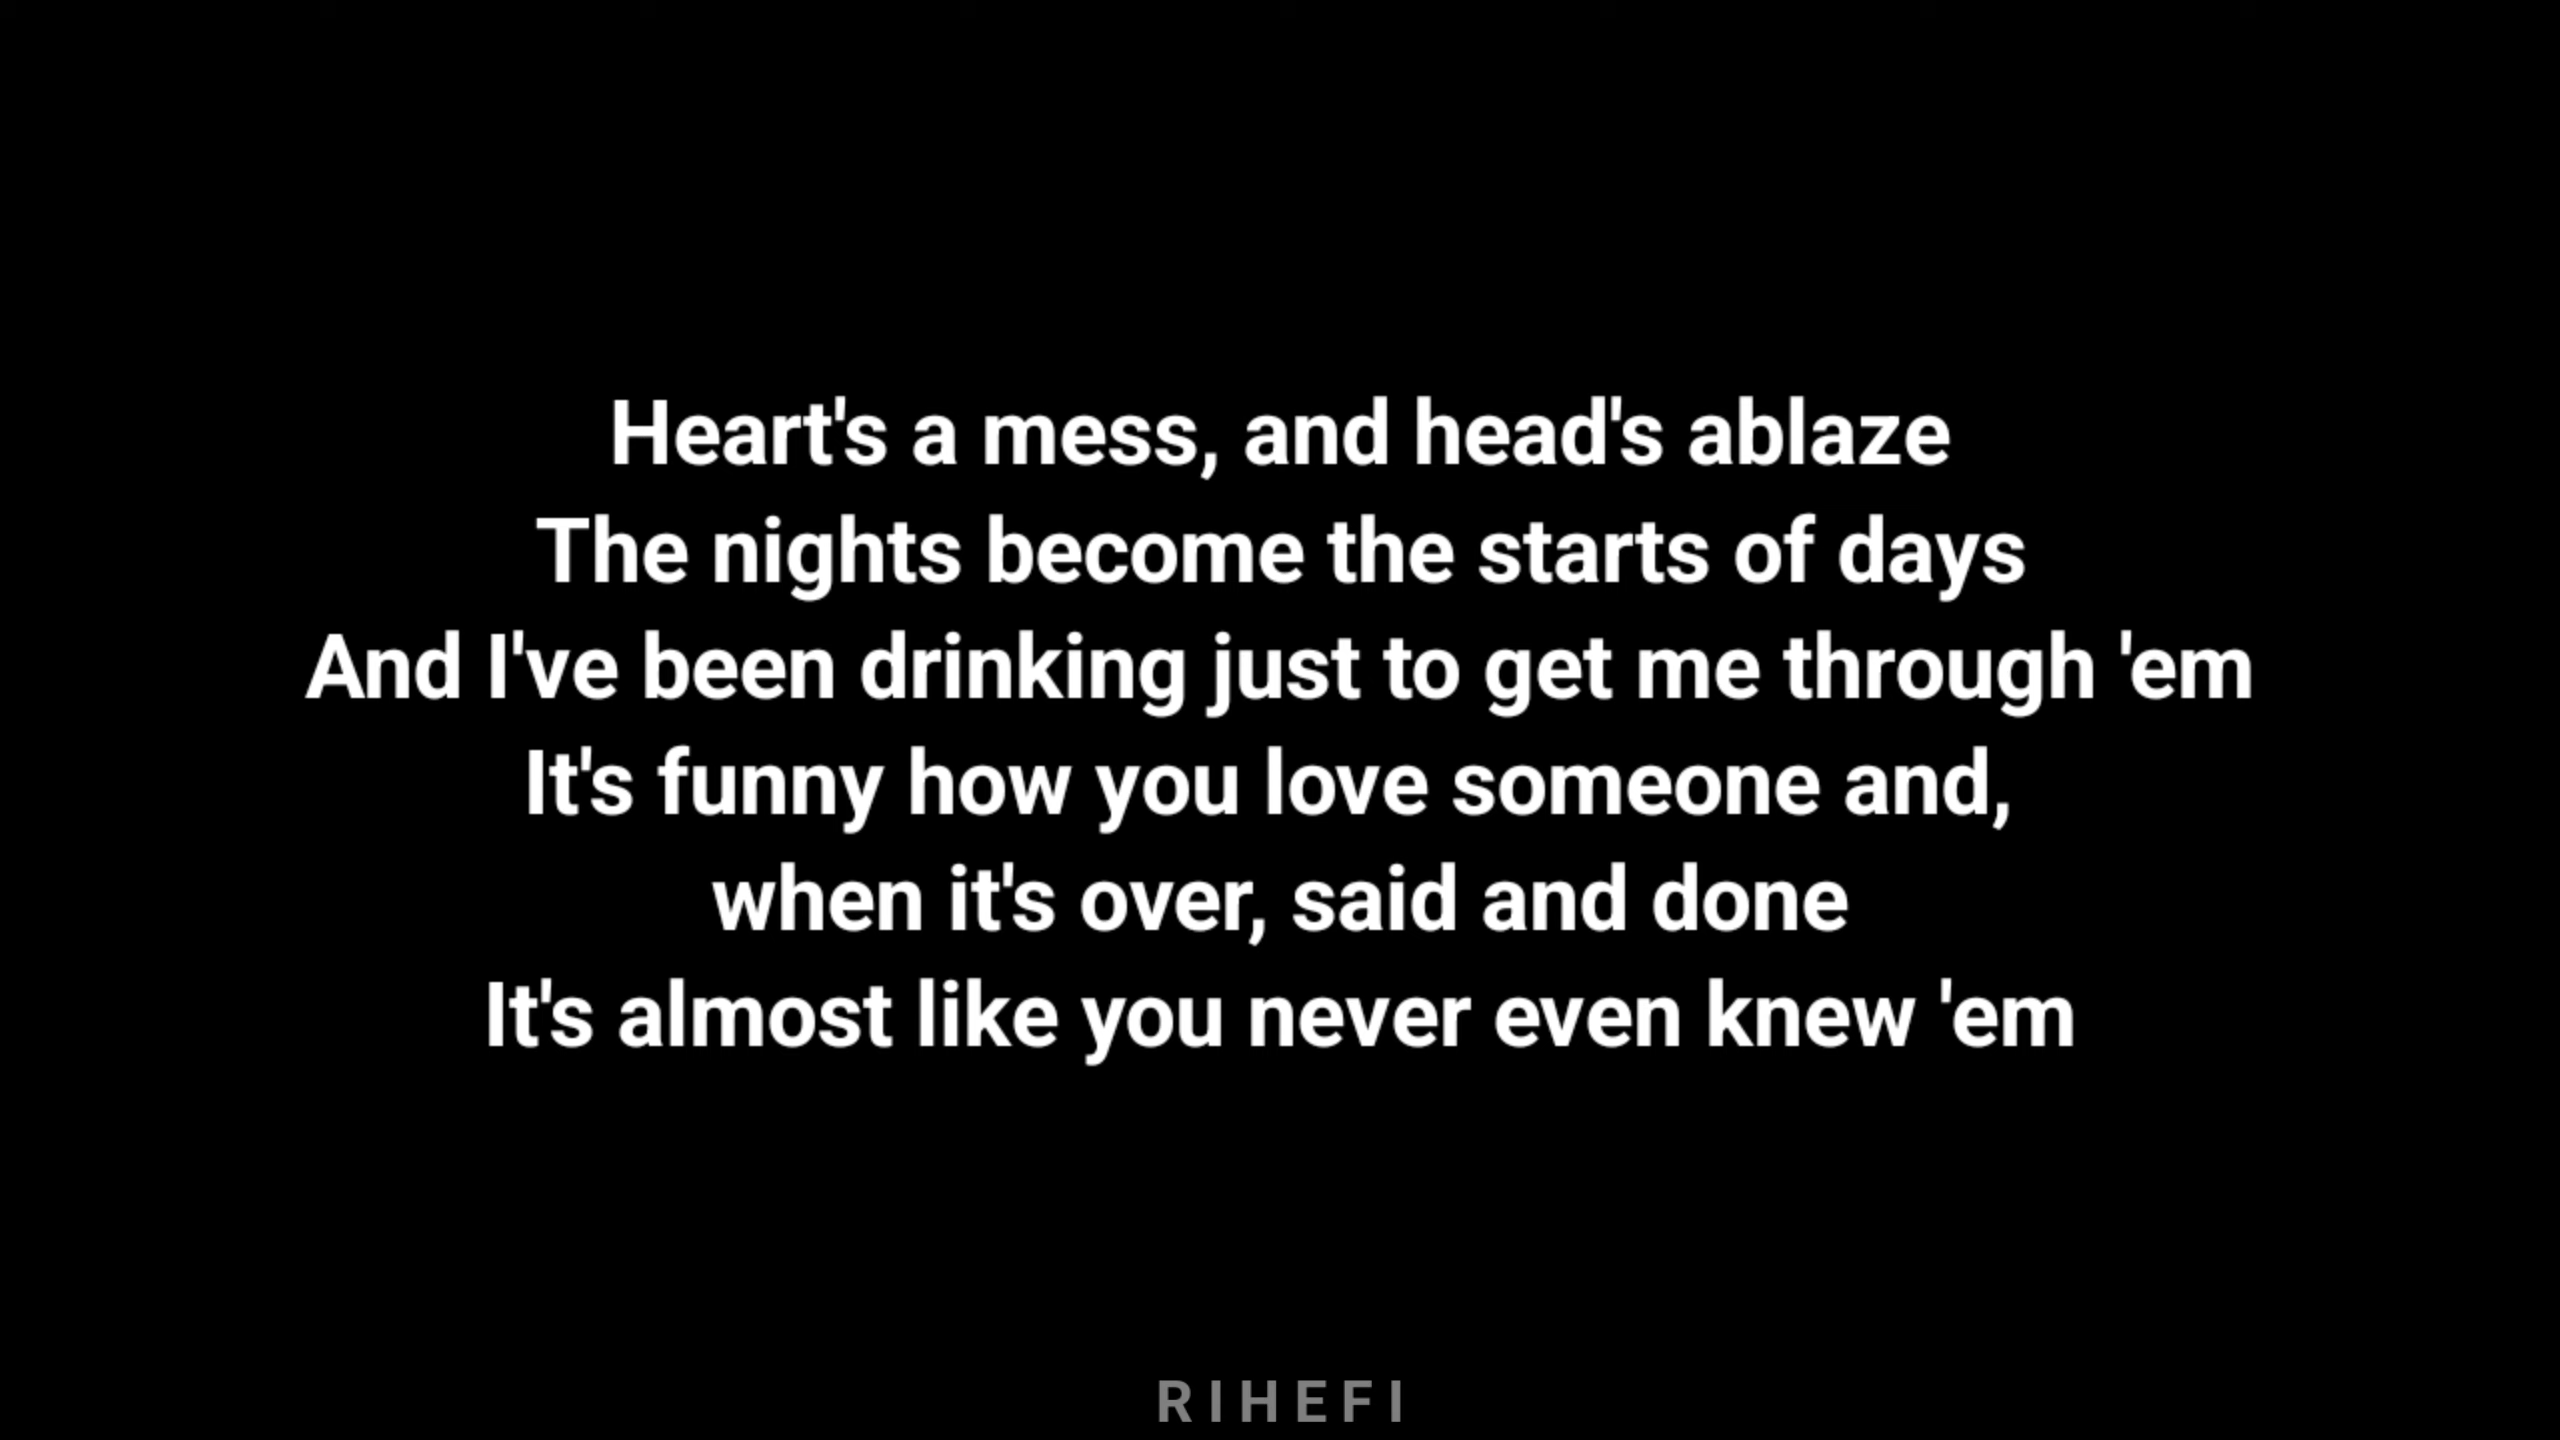 Heart's a mess, and head's ablaze
The nights become the starts of days
And I've been drinking just to get me through 'em
It's funny how you love someone and,
when it's over, said and done
It's almost like you never even knew 'em
RIHEFI